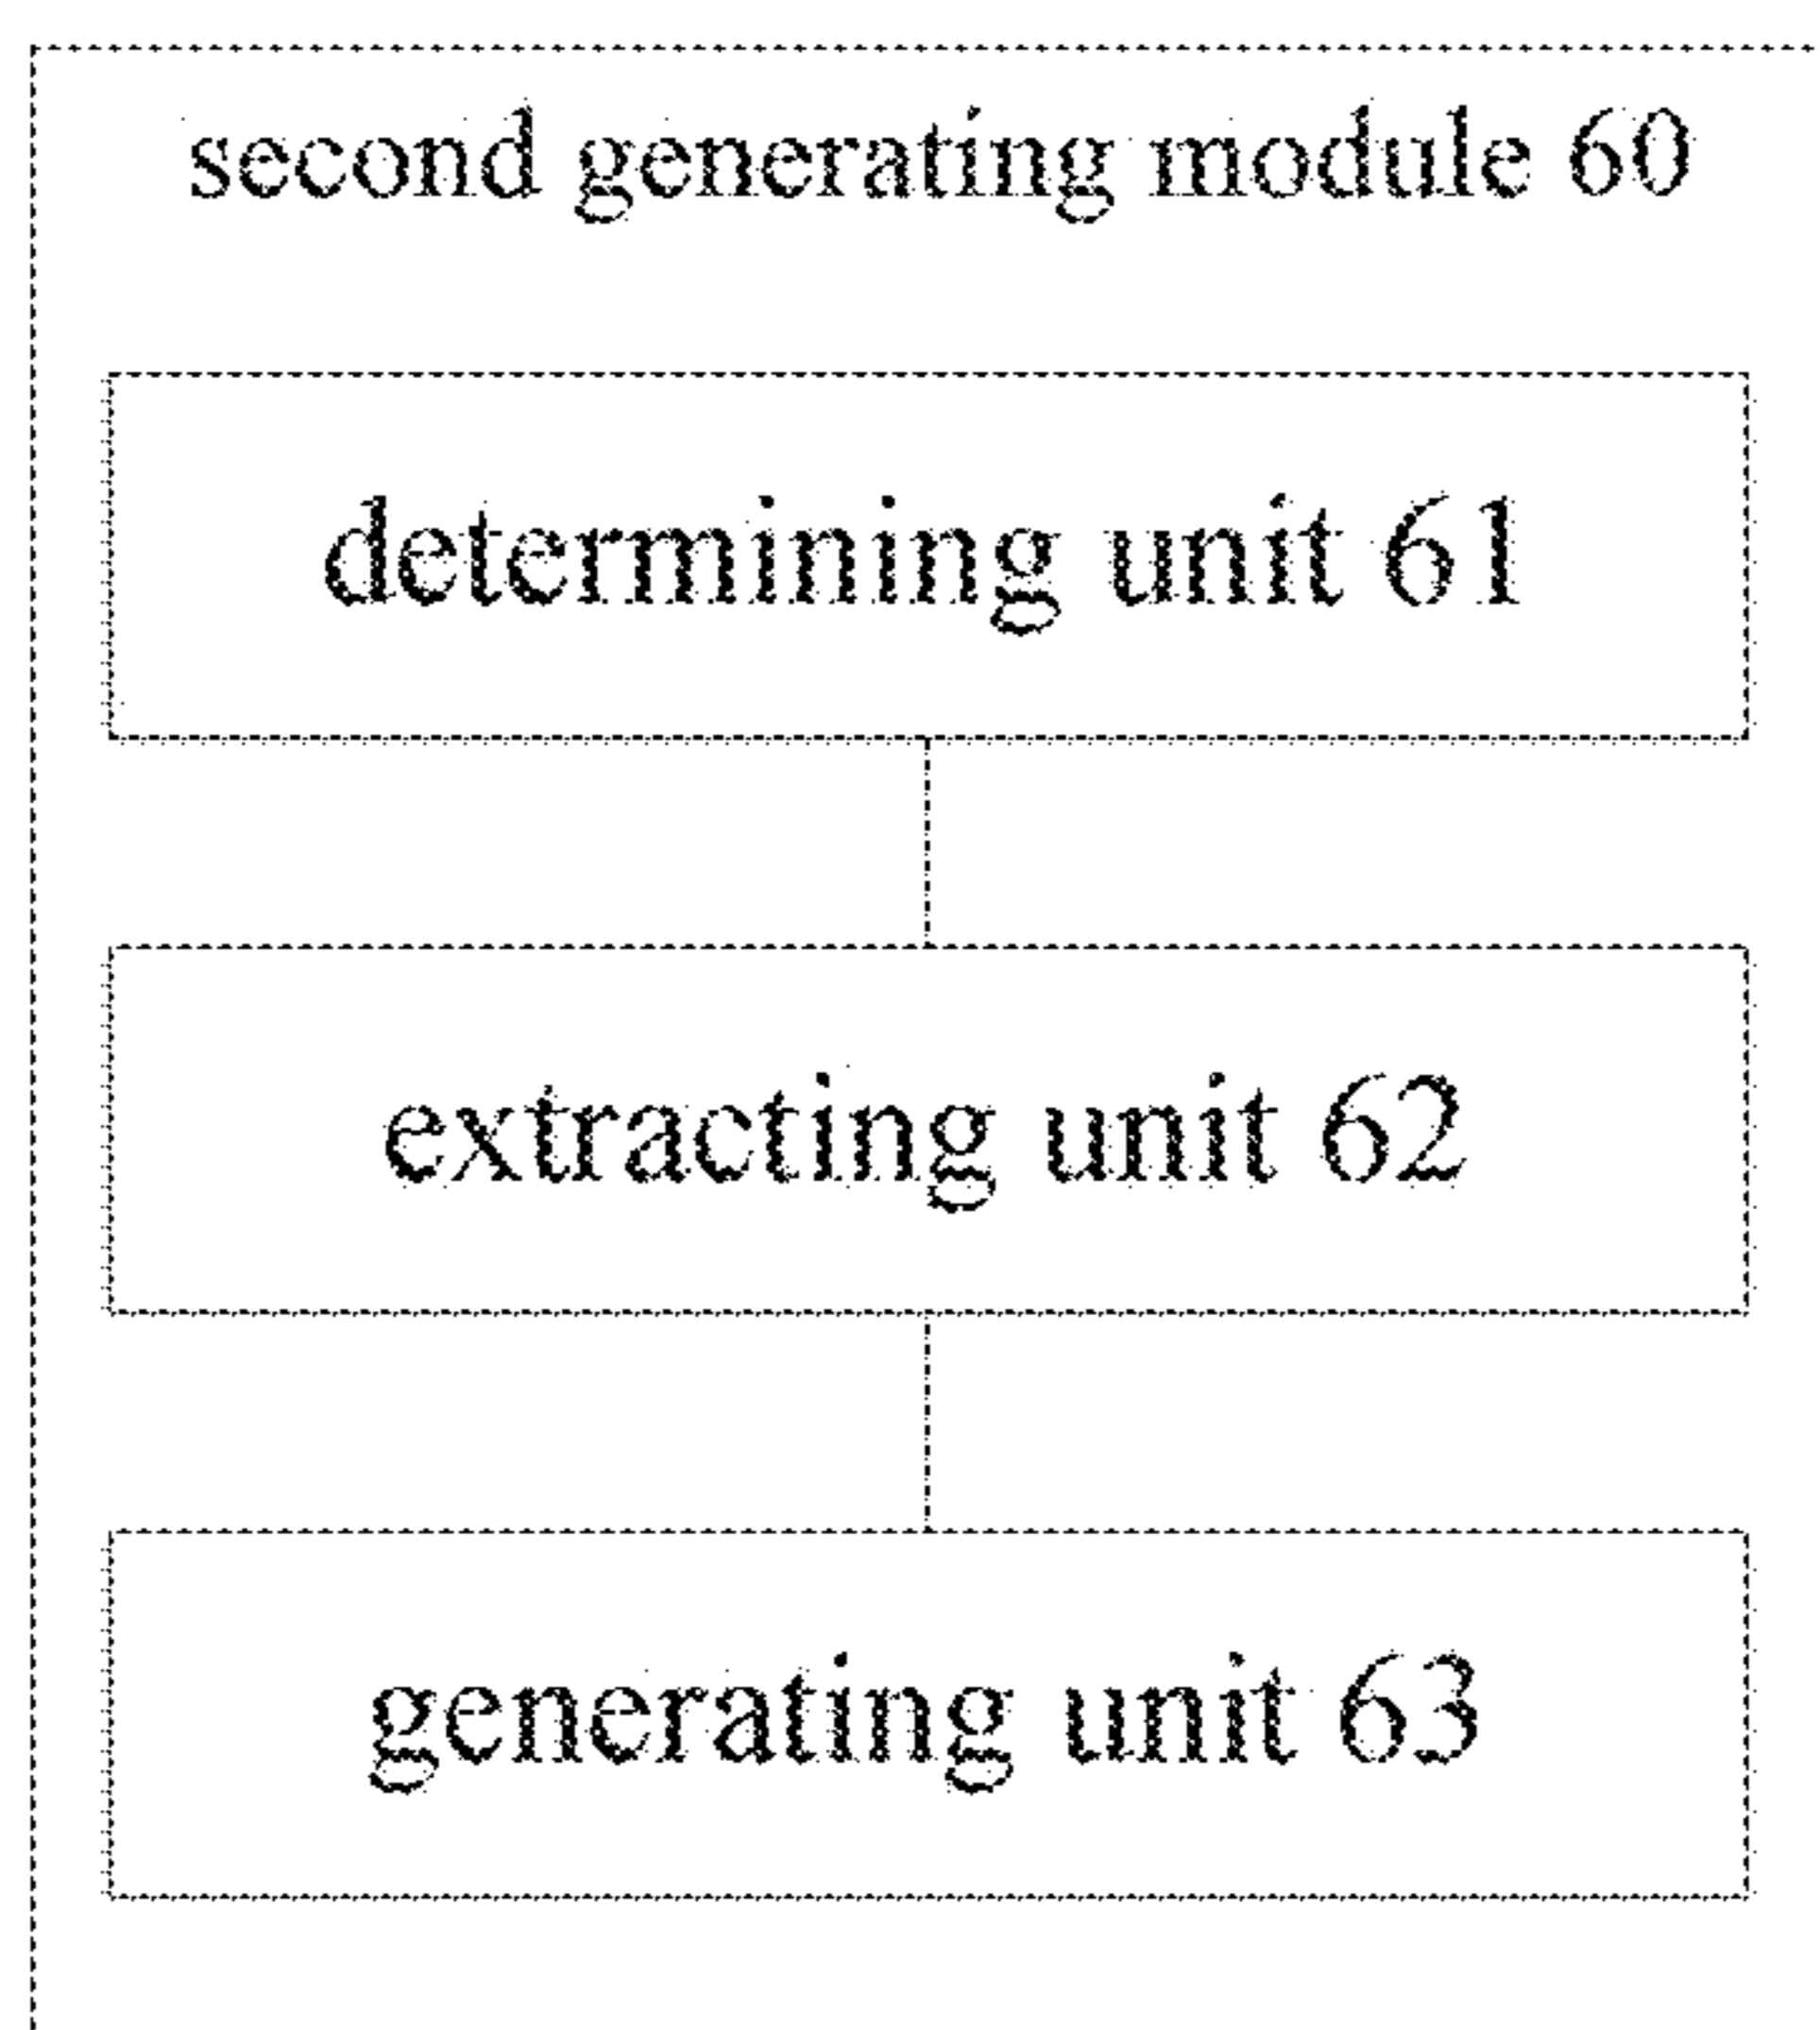 second generating module 60
determining unit 61
extracting unit 62
generating unit 63